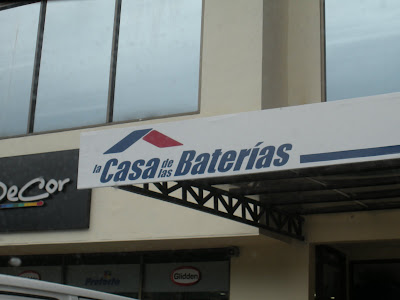 la Casa de las Baterías
DeCor
Glidden